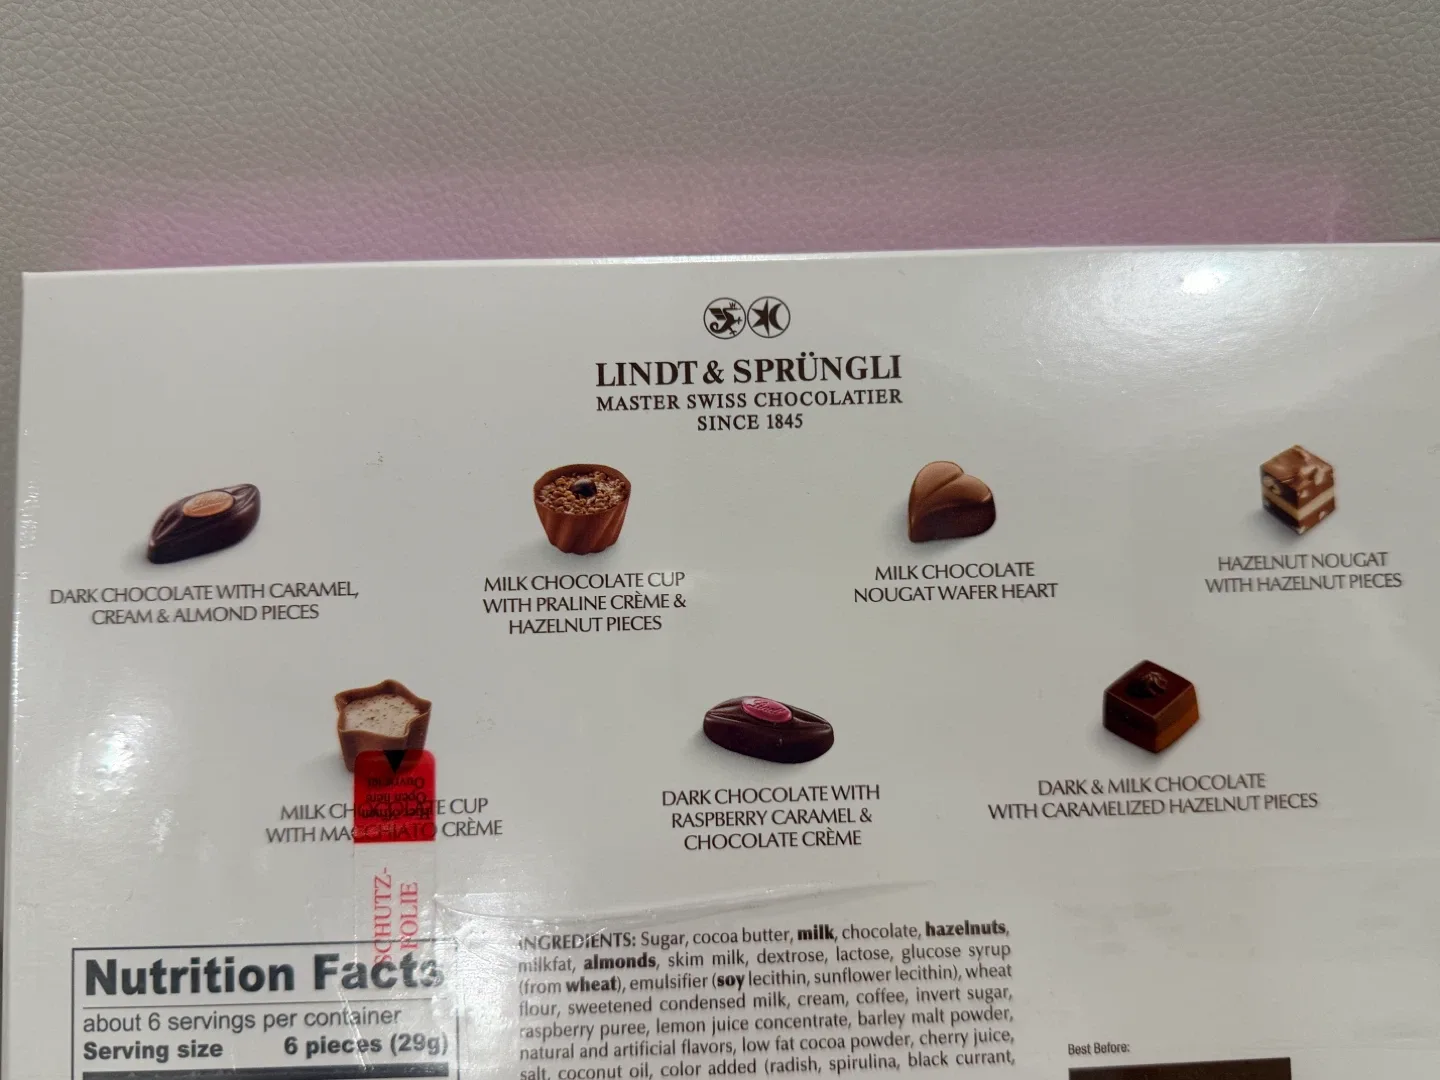 LINDT & SPRÜNGLI
MASTER SWISS CHOCOLATIER
SINCE 1845
DARK CHOCOLATE WITH CARAMEL,
CREAM & ALMOND PIECES
MILK CHOCOLATE CUP
WITH PRALINE CRÈME &
HAZELNUT PIECES
MILK CHOCOLATE
NOUGAT WAFER HEART
HAZELNUT NOUGAT
WITH HAZELNUT PIECES
MILK CHOCOLATE CUP
WITH MACCHIATO CRÈME
Open here
SCHUTZ-
FOLIE
DARK CHOCOLATE WITH
RASPBERRY CARAMEL &
CHOCOLATE CRÈME
DARK & MILK CHOCOLATE
WITH CARAMELIZED HAZELNUT PIECES
Nutrition Facts
about 6 servings per container
Serving size 6 pieces (29g)
INGREDIENTS: Sugar, cocoa butter, milk, chocolate, hazelnuts,
milkfat, almonds, skim milk, dextrose, lactose, glucose syrup
(from wheat), emulsifier (soy lecithin, sunflower lecithin), wheat
flour, sweetened condensed milk, cream, coffee, invert sugar,
raspberry puree, lemon juice concentrate, barley malt powder,
natural and artificial flavors, low fat cocoa powder, cherry juice,
salt, coconut oil, color added (radish, spirulina, black currant,
Best Before: